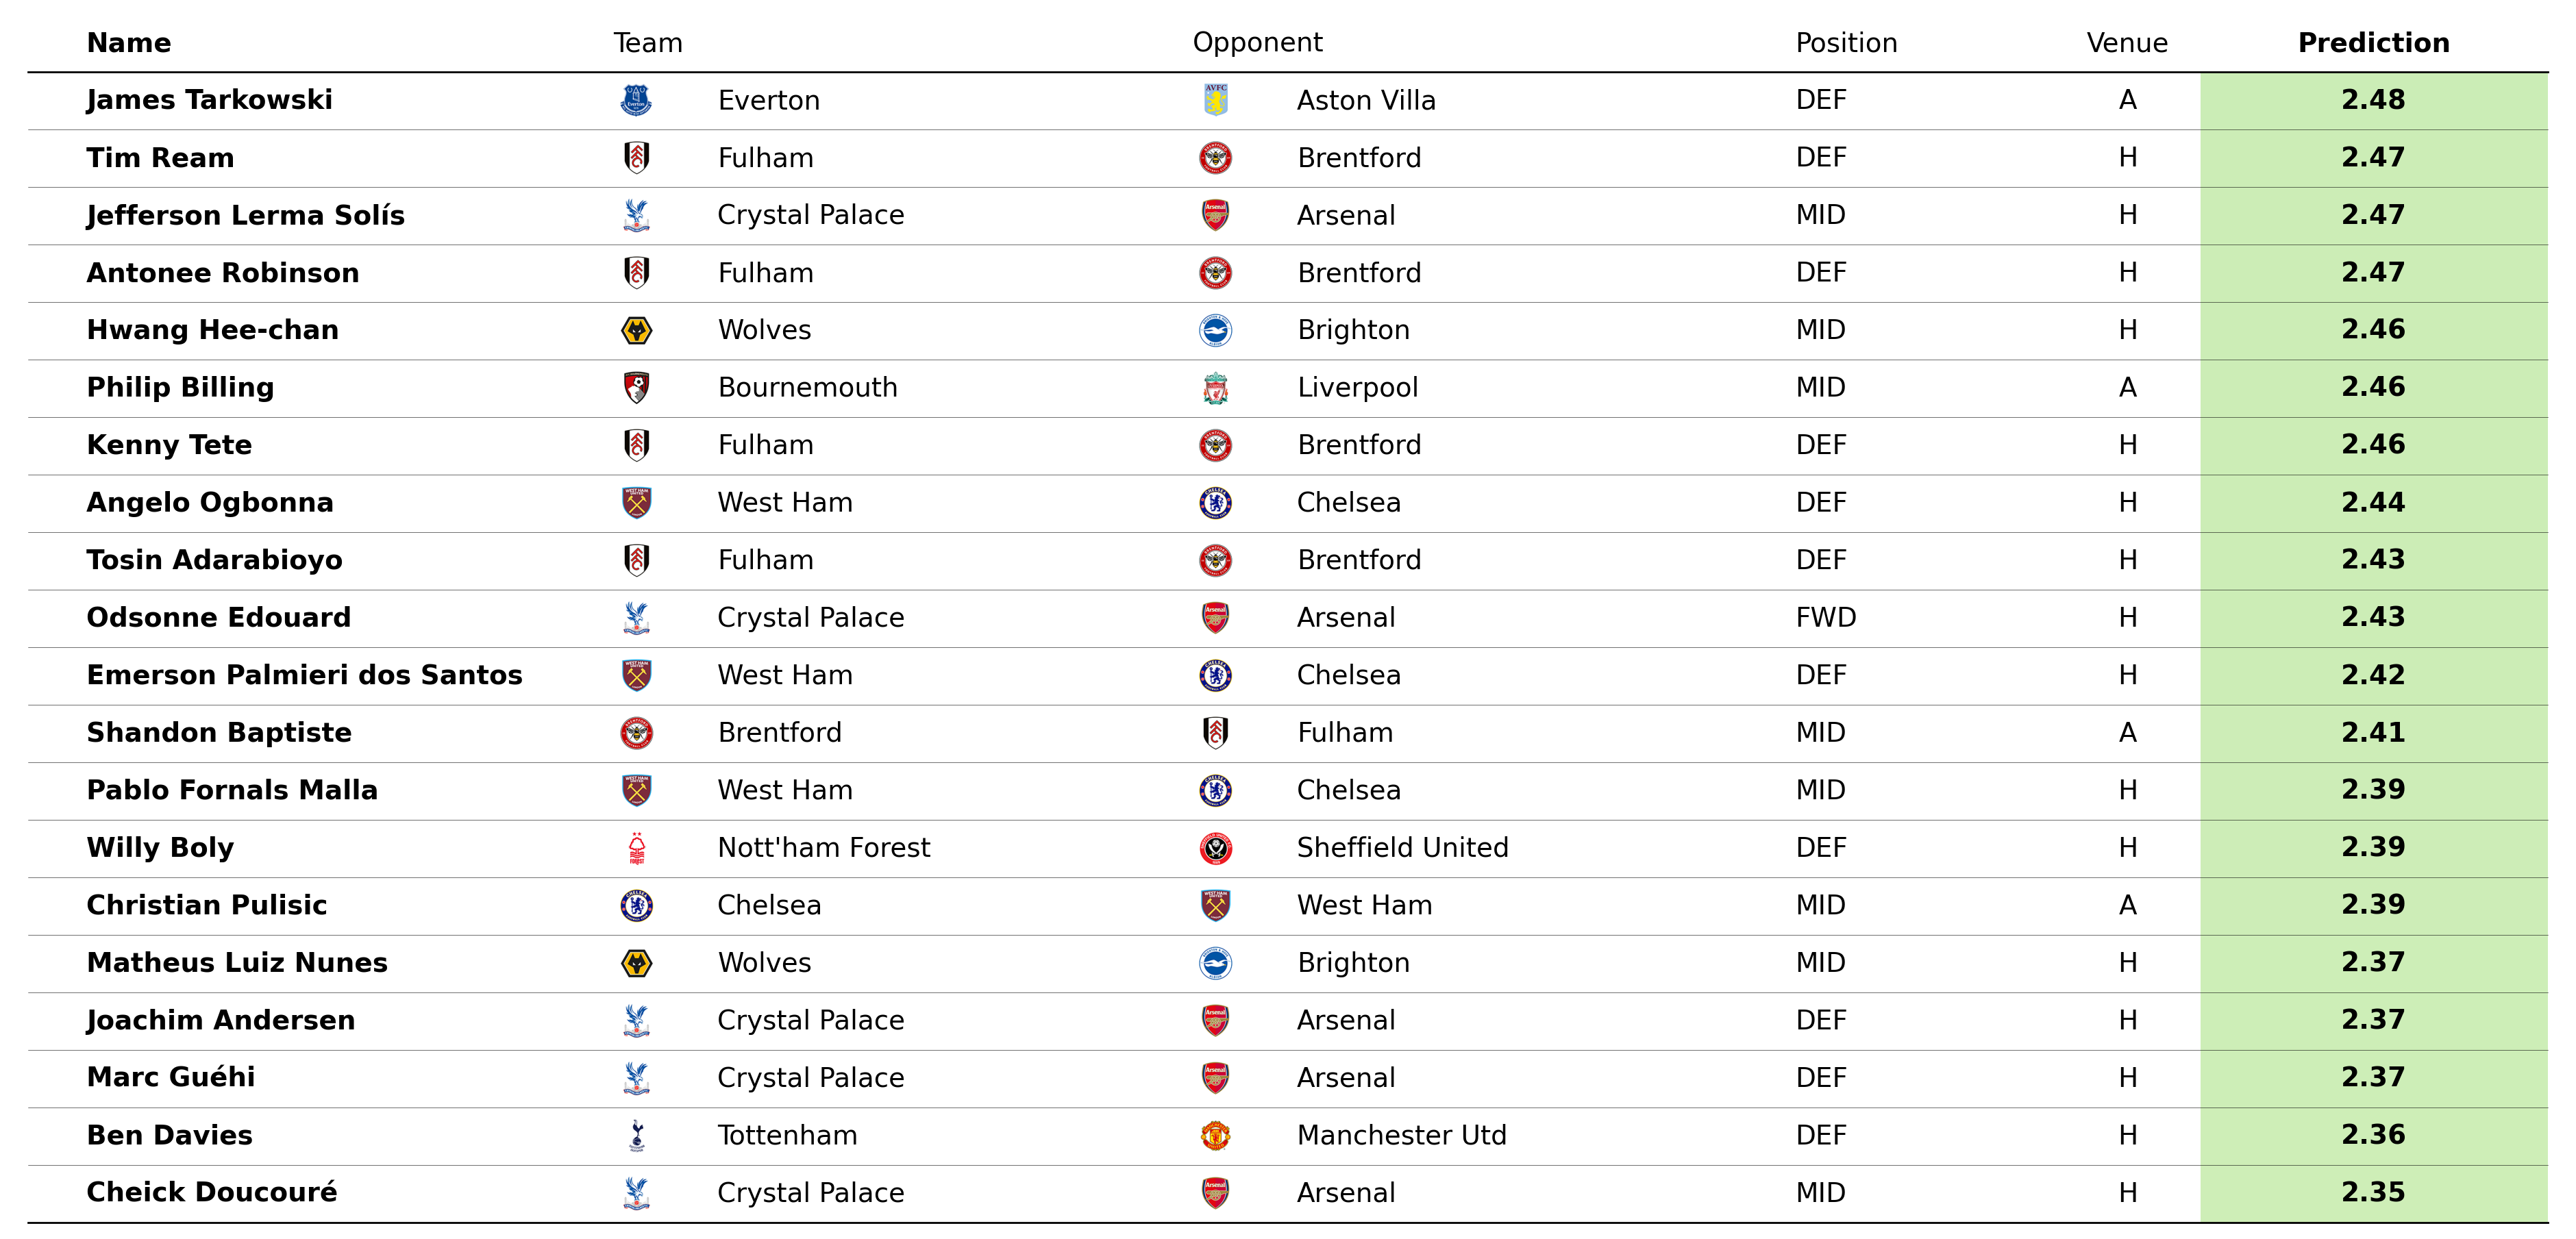 Name Team Opponent Position Venue Prediction
James Tarkowski Everton Aston Villa DEF A 2.48
Tim Ream Fulham Brentford DEF H 2.47
Jefferson Lerma Solís Crystal Palace Arsenal MID H 2.47
Antonee Robinson Fulham Brentford DEF H 2.47
Hwang Hee-chan Wolves Brighton MID H 2.46
Philip Billing Bournemouth Liverpool MID A 2.46
Kenny Tete Fulham Brentford DEF H 2.46
Angelo Ogbonna West Ham Chelsea DEF H 2.44
Tosin Adarabioyo Fulham Brentford DEF H 2.43
Odsonne Edouard Crystal Palace Arsenal FWD H 2.43
Emerson Palmieri dos Santos West Ham Chelsea DEF H 2.42
Shandon Baptiste Brentford Fulham MID A 2.41
Pablo Fornals Malla West Ham Chelsea MID H 2.39
Willy Boly Nott'ham Forest Sheffield United DEF H 2.39
Christian Pulisic Chelsea West Ham MID A 2.39
Matheus Luiz Nunes Wolves Brighton MID H 2.37
Joachim Andersen Crystal Palace Arsenal DEF H 2.37
Marc Guéhi Crystal Palace Arsenal DEF H 2.37
Ben Davies Tottenham Manchester Utd DEF H 2.36
Cheick Doucouré Crystal Palace Arsenal MID H 2.35